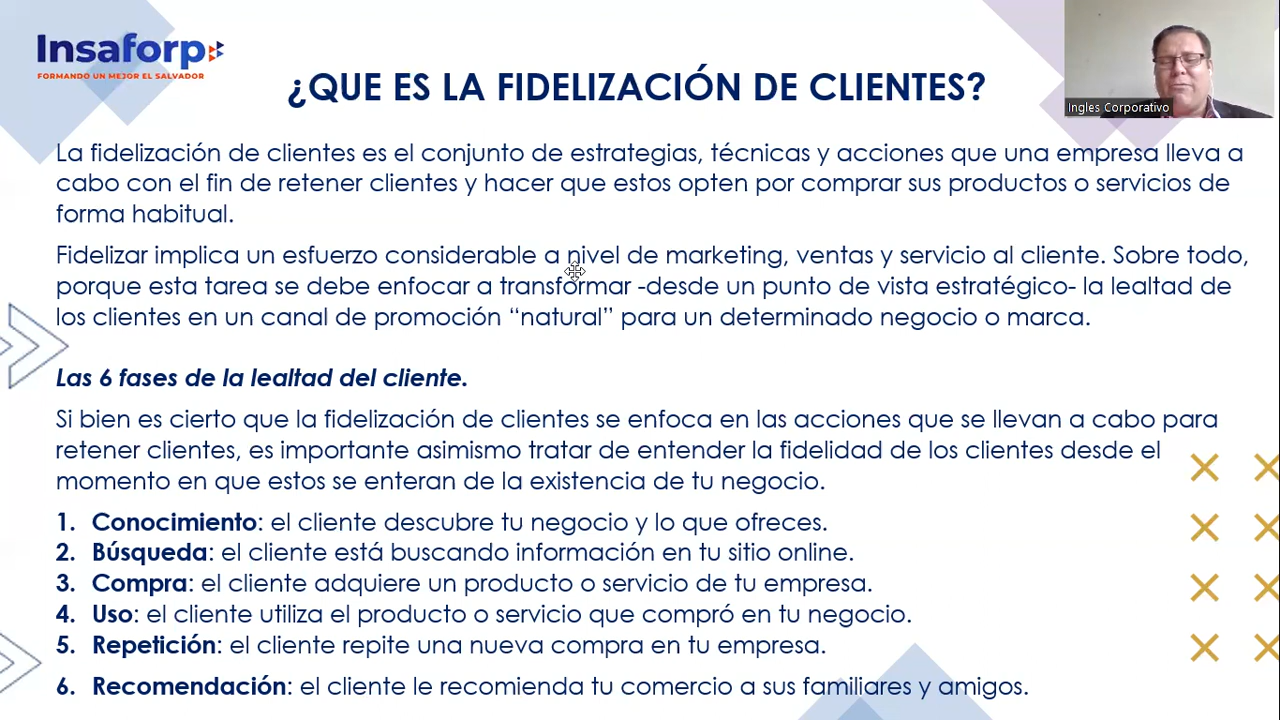 Insaforp
FORMANDO UN MEJOR EL SALVADOR
¿QUE ES LA FIDELIZACIÓN DE CLIENTES?
Ingles Corporativo
La fidelización de clientes es el conjunto de estrategias, técnicas y acciones que una empresa lleva a
cabo con el fin de retener clientes y hacer que estos opten por comprar sus productos o servicios de
forma habitual.
Fidelizar implica un esfuerzo considerable a nivel de marketing, ventas y servicio al cliente. Sobre todo,
porque esta tarea se debe enfocar a transformar -desde un punto de vista estratégico- la lealtad de
los clientes en un canal de promoción “natural” para un determinado negocio o marca.
Las 6 fases de la lealtad del cliente.
Si bien es cierto que la fidelización de clientes se enfoca en las acciones que se llevan a cabo para
retener clientes, es importante asimismo tratar de entender la fidelidad de los clientes desde el
momento en que estos se enteran de la existencia de tu negocio.
1. Conocimiento: el cliente descubre tu negocio y lo que ofreces.
2. Búsqueda: el cliente está buscando información en tu sitio online.
3. Compra: el cliente adquiere un producto o servicio de tu empresa.
4. Uso: el cliente utiliza el producto o servicio que compró en tu negocio.
5. Repetición: el cliente repite una nueva compra en tu empresa.
6. Recomendación: el cliente le recomienda tu comercio a sus familiares y amigos.